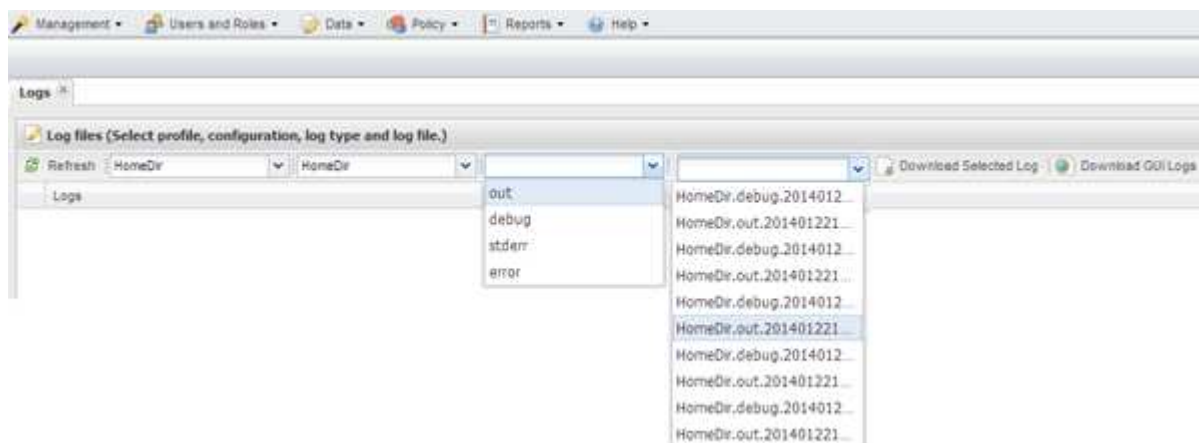 Management Users and Roles Data Policy Reports Help
Logs
Log files (Select profile, configuration, log type and log file.)
Refresh HomeDir HomeDir Download Selected Log Download GUI Logs
Logs
out
debug
stderr
error
HomeDir.debug.2014012...
HomeDir.out.201401221...
HomeDir.debug.2014012...
HomeDir.out.201401221...
HomeDir.debug.2014012...
HomeDir.out.201401221...
HomeDir.debug.2014012...
HomeDir.out.201401221...
HomeDir.debug.2014012...
HomeDir.out.201401221...